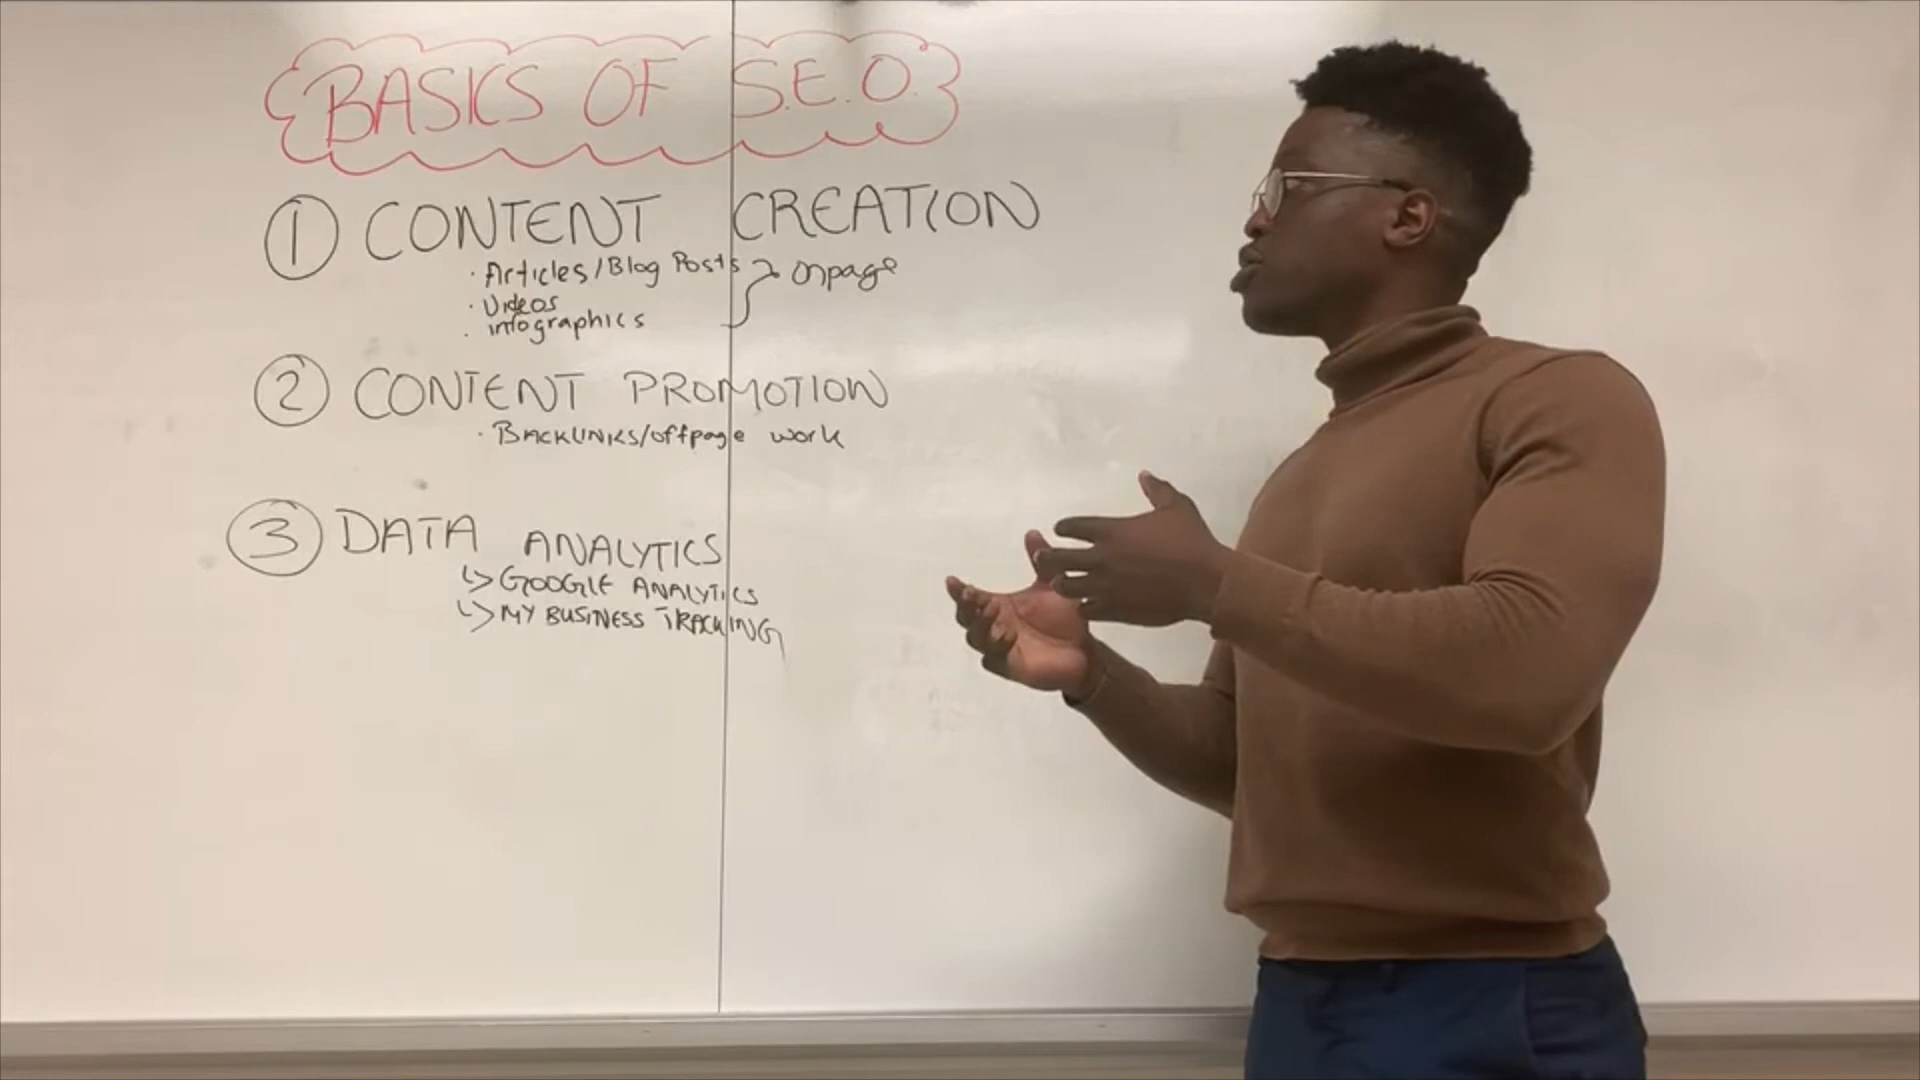 BASICS OF S.E.O.
1 CONTENT CREATION
· Articles/Blog Posts
onpage
· Videos
· infographics
2 CONTENT PROMOTION
· BACKLINKS/offpage work
3 DATA ANALYTICS
↳ GOOGLE ANALYTICS
↳ MY BUSINESS TRACKING